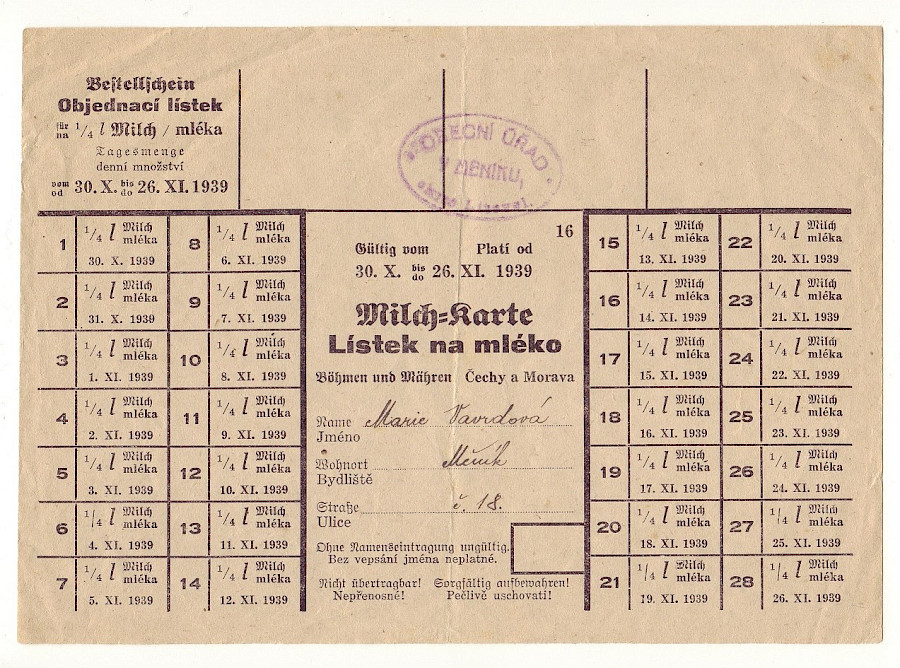 Bestellschein
Objednací lístek
für na 1/4 l Milch / mléka
Tagesmenge
denní množství
vom od 30. X. bis do 26. XI. 1939
OBECNÍ ÚŘAD
V MĚNÍKU,
16
Gültig vom Platí od
30. X. bis do 26. XI. 1939
Milch=Karte
Lístek na mléko
Böhmen und Mähren Čechy a Morava
Name Marie Vavrdová
Jméno
Wohnort Měník
Bydliště
Straße č. 18.
Ulice
Ohne Namenseintragung ungültig.
Bez vepsání jména neplatné.
Nicht übertragbar! Sorgfältig aufbewahren!
Nepřenosné! Pečlivě uschovati!
1 1/4 l Milch mléka
30. X. 1939
2 1/4 l Milch mléka
31. X. 1939
3 1/4 l Milch mléka
1. XI. 1939
4 1/4 l Milch mléka
2. XI. 1939
5 1/4 l Milch mléka
3. XI. 1939
6 1/4 l Milch mléka
4. XI. 1939
7 1/4 l Milch mléka
5. XI. 1939
8 1/4 l Milch mléka
6. XI. 1939
9 1/4 l Milch mléka
7. XI. 1939
10 1/4 l Milch mléka
8. XI. 1939
11 1/4 l Milch mléka
9. XI. 1939
12 1/4 l Milch mléka
10. XI. 1939
13 1/4 l Milch mléka
11. XI. 1939
14 1/4 l Milch mléka
12. XI. 1939
15 1/4 l Milch mléka
13. XI. 1939
16 1/4 l Milch mléka
14. XI. 1939
17 1/4 l Milch mléka
15. XI. 1939
18 1/4 l Milch mléka
16. XI. 1939
19 1/4 l Milch mléka
17. XI. 1939
20 1/4 l Milch mléka
18. XI. 1939
21 1/4 l Milch mléka
19. XI. 1939
22 1/4 l Milch mléka
20. XI. 1939
23 1/4 l Milch mléka
21. XI. 1939
24 1/4 l Milch mléka
22. XI. 1939
25 1/4 l Milch mléka
23. XI. 1939
26 1/4 l Milch mléka
24. XI. 1939
27 1/4 l Milch mléka
25. XI. 1939
28 1/4 l Milch mléka
26. XI. 1939